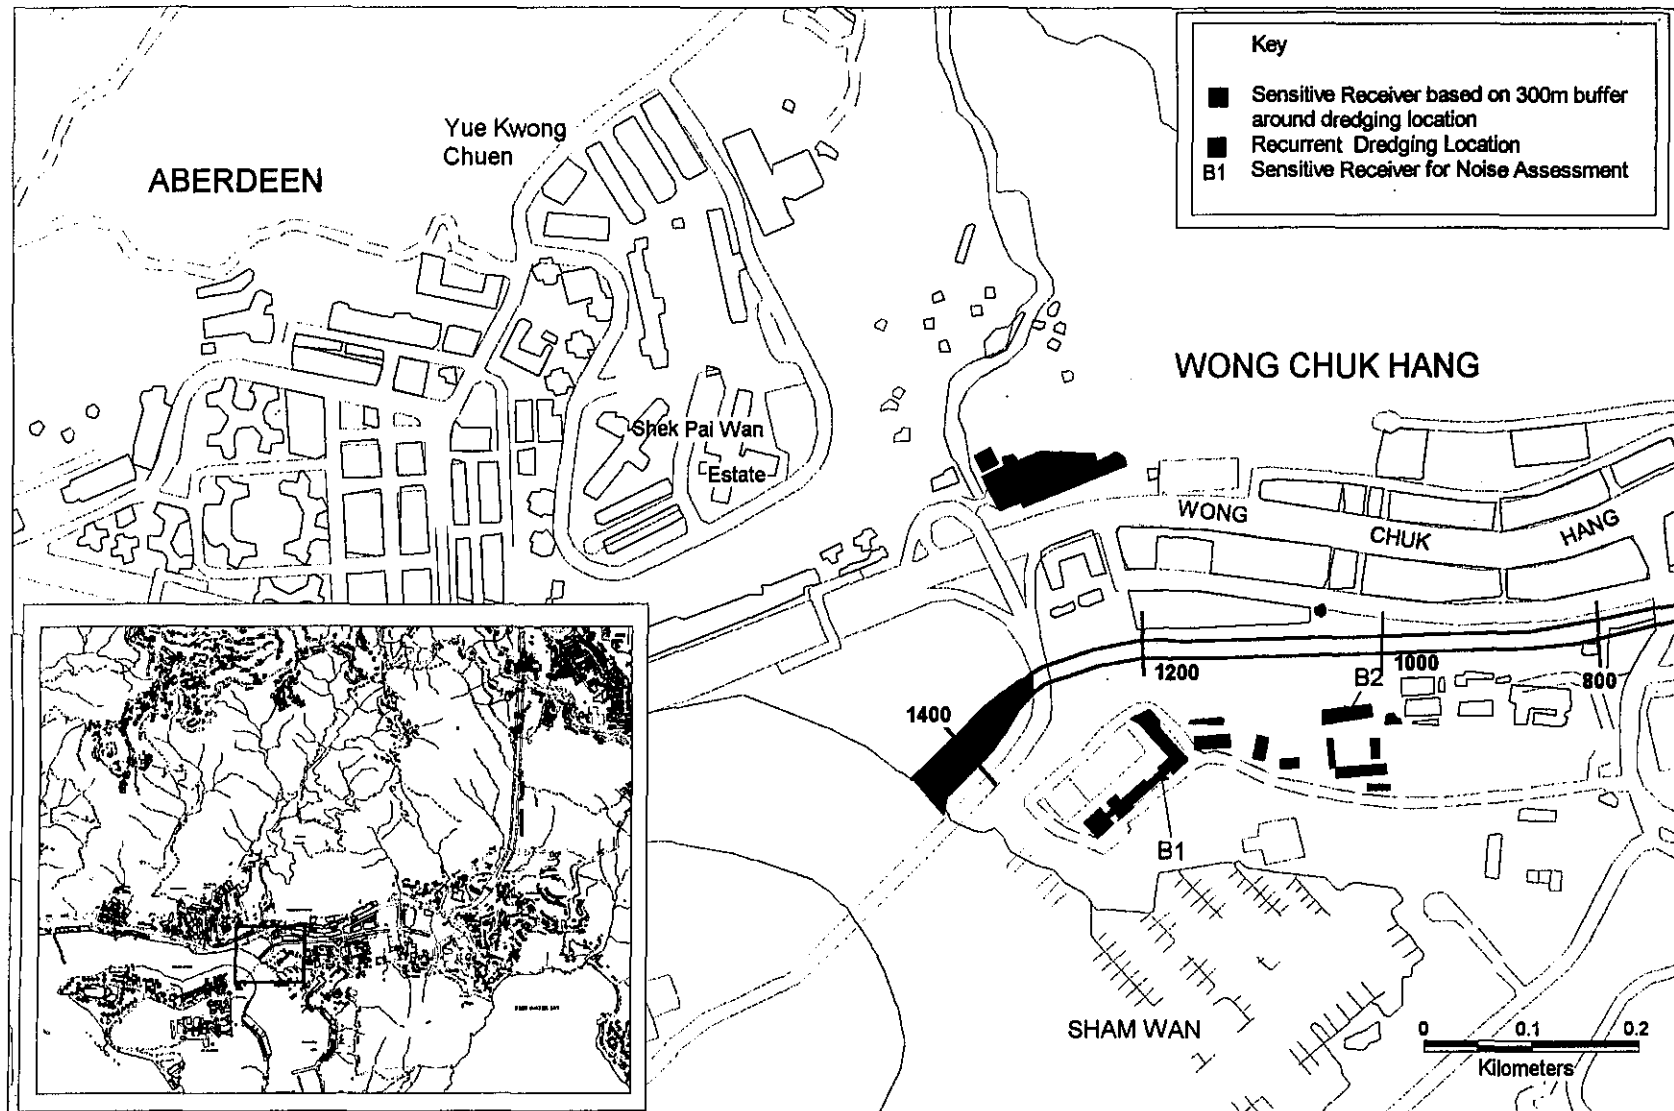 Key
Sensitive Receiver based on 300m buffer
around dredging location
Recurrent Dredging Location
B1 Sensitive Receiver for Noise Assessment
Yue Kwong
Chuen
ABERDEEN
WONG CHUK HANG
Shek Pai Wan
Estate
WONG
CHUK
HANG
1200
1000
800
B2
1400
B1
SHAM WAN
0 0.1 0.2
Kilometers